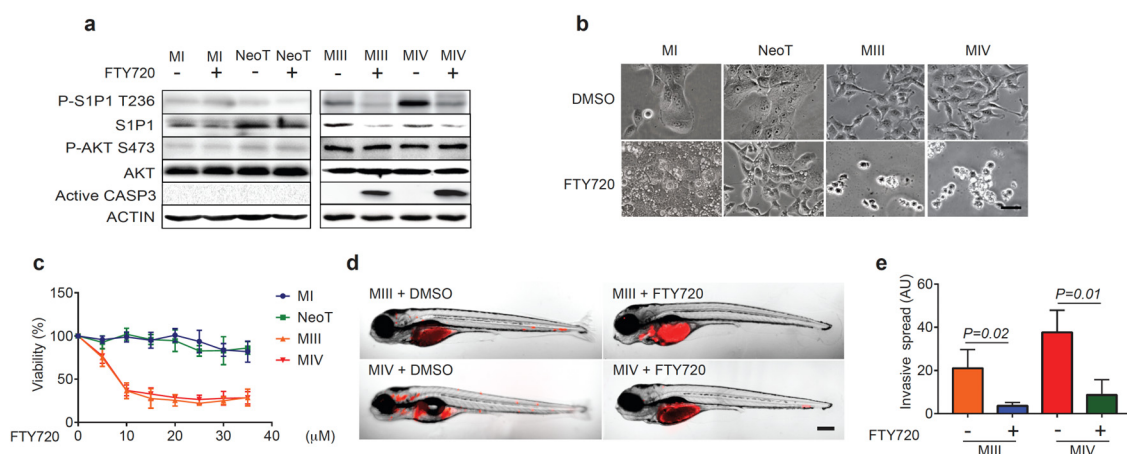 a
MI MI NeoT NeoT MIII MIII MIV MIV
FTY720 - + - + - + - +
P-S1P1 T236
S1P1
P-AKT S473
AKT
Active CASP3
ACTIN
b
MI NeoT MIII MIV
DMSO
FTY720
c
Viability (%)
150
100
50
0
0 10 20 30 40
FTY720 (μM)
MI
NeoT
MIII
MIV
d
MIII + DMSO MIII + FTY720
MIV + DMSO MIV + FTY720
e
Invasive spread (AU)
60
40
20
0
P=0.02
P=0.01
FTY720 - + - +
MIII MIV